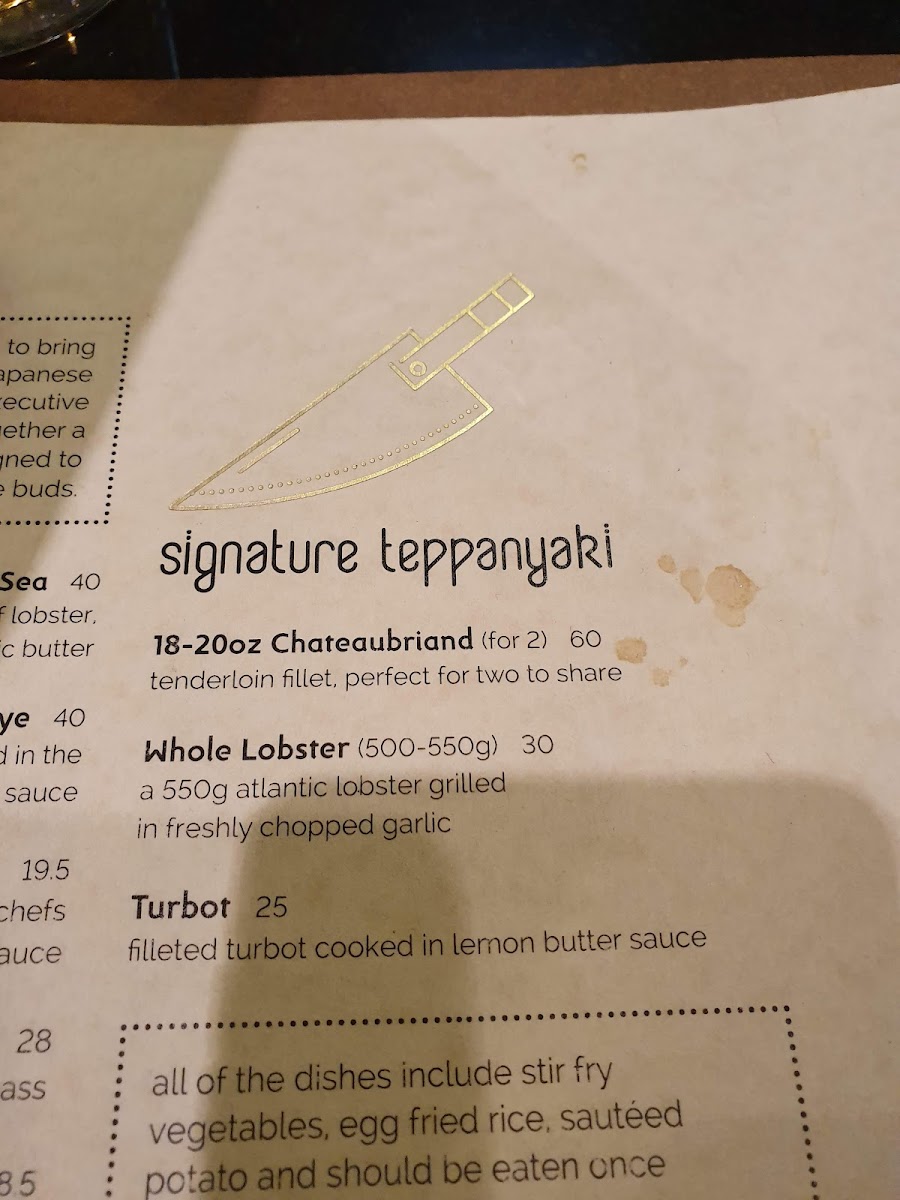 to bring
apanese
ecutive
gether a
gned to
e buds.
Sea 40
f lobster,
c butter
ye 40
d in the
sauce
19.5
chefs
auce
28
ass
8.5
signature teppanyaki
18-20oz Chateaubriand (for 2) 60
tenderloin fillet, perfect for two to share
Whole Lobster (500-550g) 30
a 550g atlantic lobster grilled
in freshly chopped garlic
Turbot 25
filleted turbot cooked in lemon butter sauce
all of the dishes include stir fry
vegetables, egg fried rice, sautéed
potato and should be eaten once